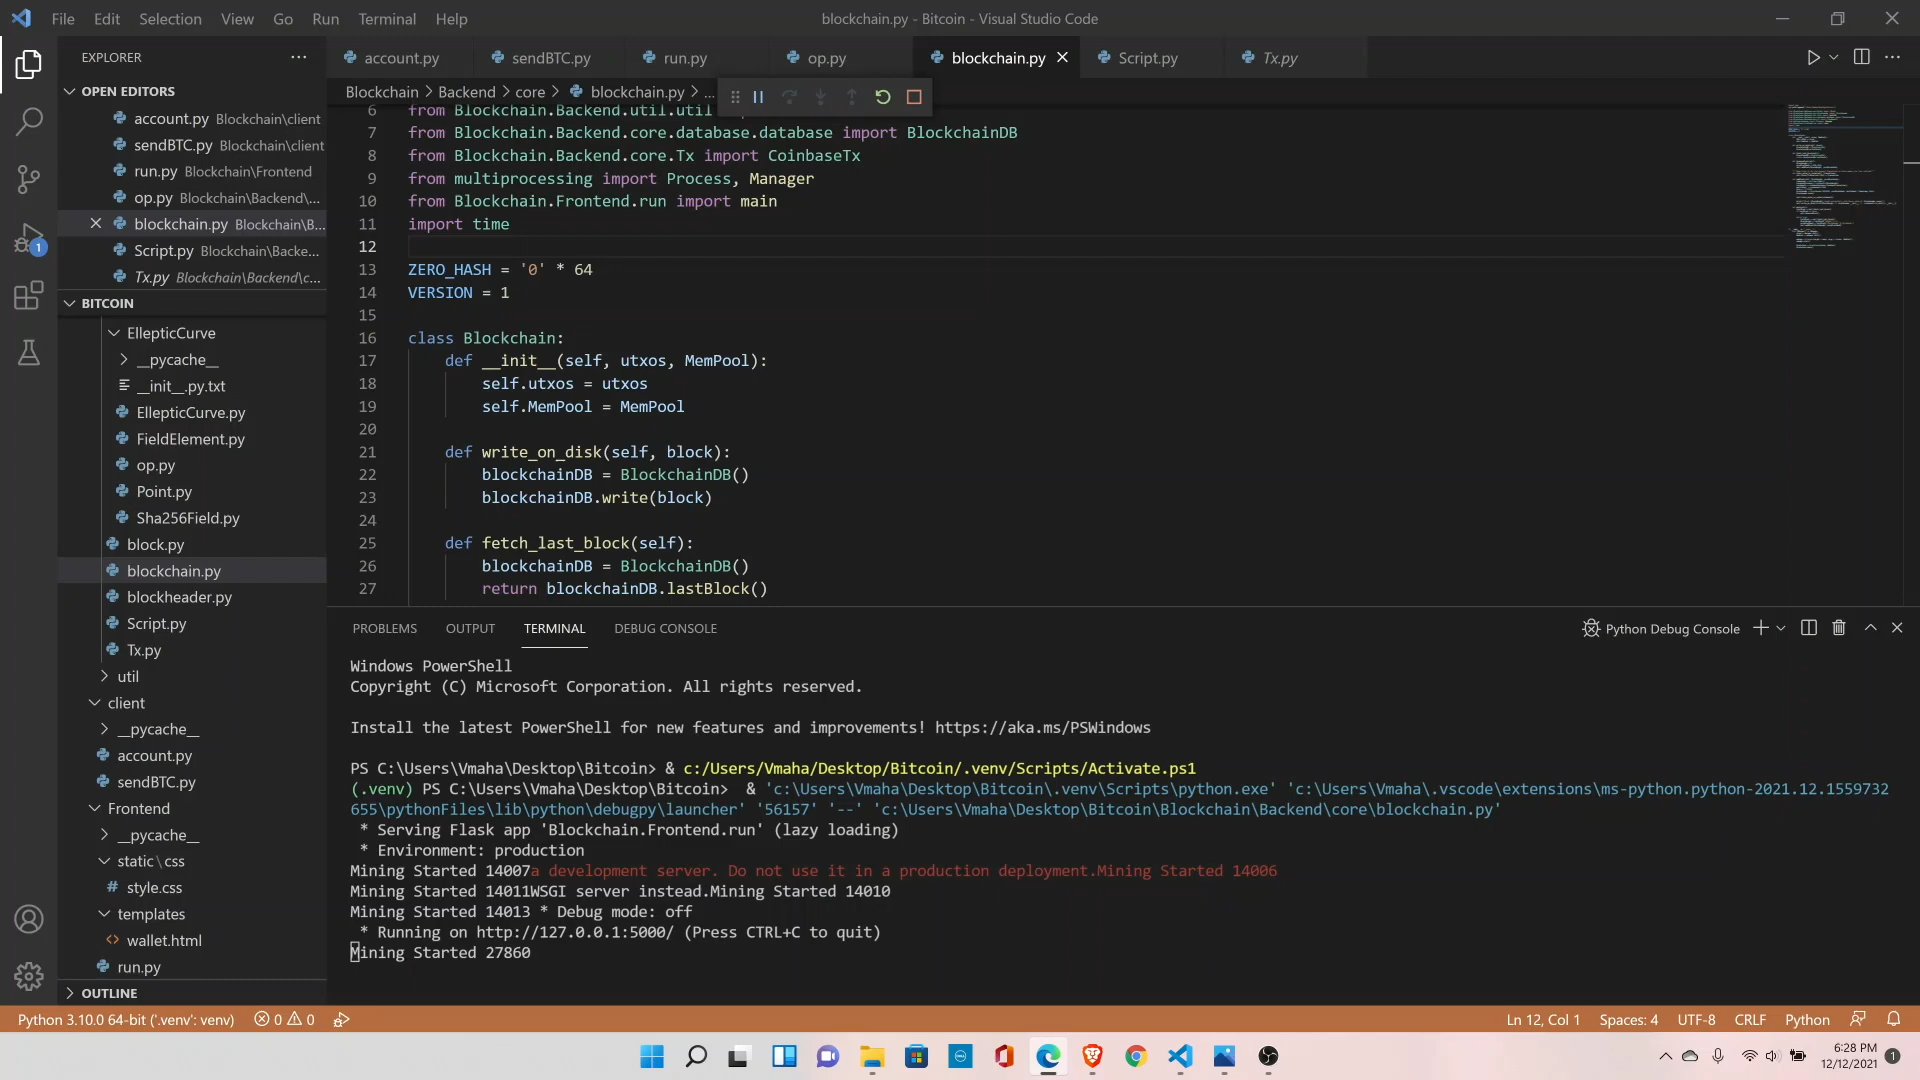 File Edit Selection View Go Run Terminal Help
blockchain.py - Bitcoin - Visual Studio Code
EXPLORER
account.py
sendBTC.py
run.py
op.py
blockchain.py
Script.py
Tx.py
OPEN EDITORS
account.py Blockchain\client
sendBTC.py Blockchain\client
run.py Blockchain\Frontend
op.py Blockchain\Backend\...
blockchain.py Blockchain\B...
Script.py Blockchain\Backe...
Tx.py Blockchain\Backend\c...
1
BITCOIN
EllepticCurve
__pycache__
__init__.py.txt
EllepticCurve.py
FieldElement.py
op.py
Point.py
Sha256Field.py
block.py
blockchain.py
blockheader.py
Script.py
Tx.py
util
client
__pycache__
account.py
sendBTC.py
Frontend
__pycache__
static\css
style.css
templates
wallet.html
run.py
OUTLINE
Blockchain > Backend > core > blockchain.py > ...
6 from Blockchain.Backend.util.util
7 from Blockchain.Backend.core.database.database import BlockchainDB
8 from Blockchain.Backend.core.Tx import CoinbaseTx
9 from multiprocessing import Process, Manager
10 from Blockchain.Frontend.run import main
11 import time
12
13 ZERO_HASH = '0' * 64
14 VERSION = 1
15
16 class Blockchain:
17 def __init__(self, utxos, MemPool):
18 self.utxos = utxos
19 self.MemPool = MemPool
20
21 def write_on_disk(self, block):
22 blockchainDB = BlockchainDB()
23 blockchainDB.write(block)
24
25 def fetch_last_block(self):
26 blockchainDB = BlockchainDB()
27 return blockchainDB.lastBlock()
PROBLEMS OUTPUT TERMINAL DEBUG CONSOLE
Python Debug Console
Windows PowerShell
Copyright (C) Microsoft Corporation. All rights reserved.
Install the latest PowerShell for new features and improvements! https://aka.ms/PSWindows
PS C:\Users\Vmaha\Desktop\Bitcoin> & c:/Users/Vmaha/Desktop/Bitcoin/.venv/Scripts/Activate.ps1
(.venv) PS C:\Users\Vmaha\Desktop\Bitcoin>  & 'c:\Users\Vmaha\Desktop\Bitcoin\.venv\Scripts\python.exe' 'c:\Users\Vmaha\.vscode\extensions\ms-python.python-2021.12.1559732
655\pythonFiles\lib\python\debugpy\launcher' '56157' '--' 'c:\Users\Vmaha\Desktop\Bitcoin\Blockchain\Backend\core\blockchain.py'
* Serving Flask app 'Blockchain.Frontend.run' (lazy loading)
* Environment: production
Mining Started 14007a development server. Do not use it in a production deployment.Mining Started 14006
Mining Started 14011WSGI server instead.Mining Started 14010
Mining Started 14013 * Debug mode: off
* Running on http://127.0.0.1:5000/ (Press CTRL+C to quit)
Mining Started 27860
Python 3.10.0 64-bit ('.venv': venv) 0 0
Ln 12, Col 1 Spaces: 4 UTF-8 CRLF Python
6:28 PM
12/12/2021
1